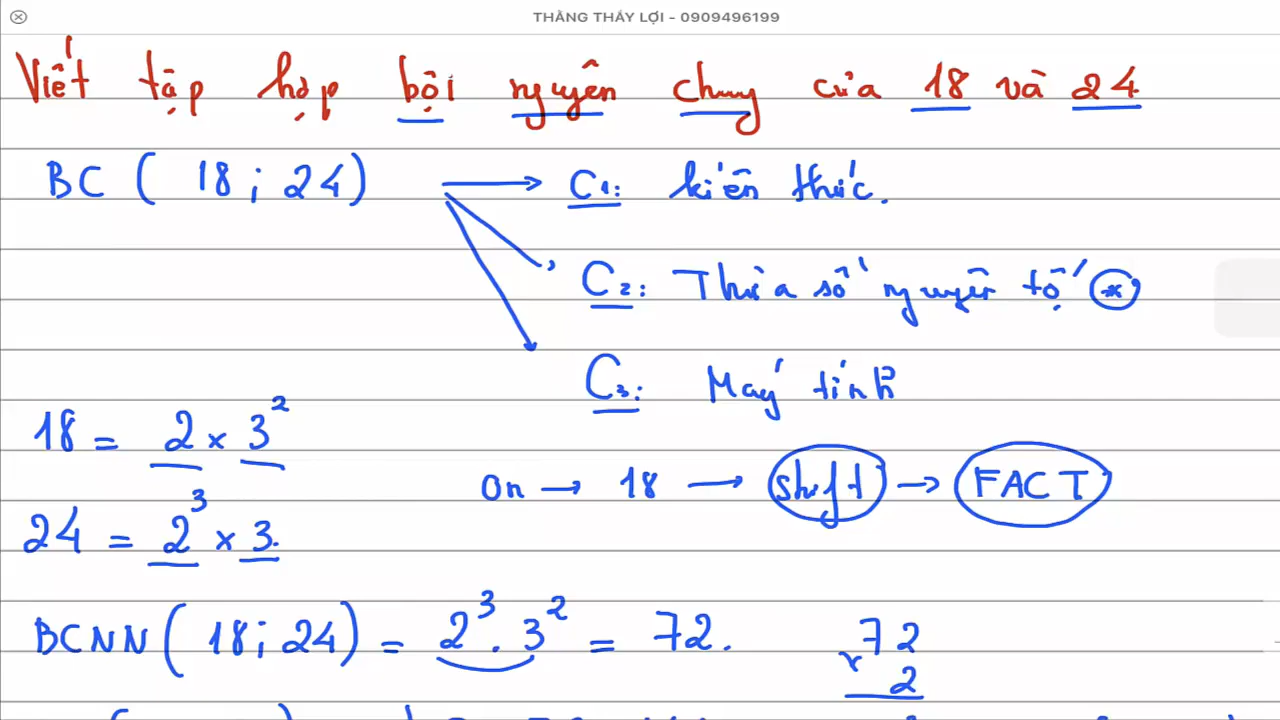 THẦNG THẦY LỢI - 0909496199
Viết tập hợp bội nguyên chung của 18 và 24
BC ( 18 ; 24) → C1: kiến thức.
C2: Thừa số nguyên tố *
C3: Máy tính
18 = 2 × 3²
On → 18 → shift → FACT
24 = 2³ × 3.
BCNN ( 18 ; 24) = 2³ . 3² = 72.
72
× 2